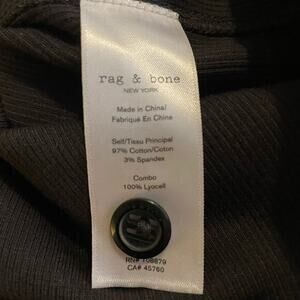 rag & bone
NEW YORK
Made in China/
Fabriqué En Chine
Self/Tissu Principal
97% Cotton/Coton
3% Spandex
Combo
100% Lyocell
RN# 108879
CA# 45760